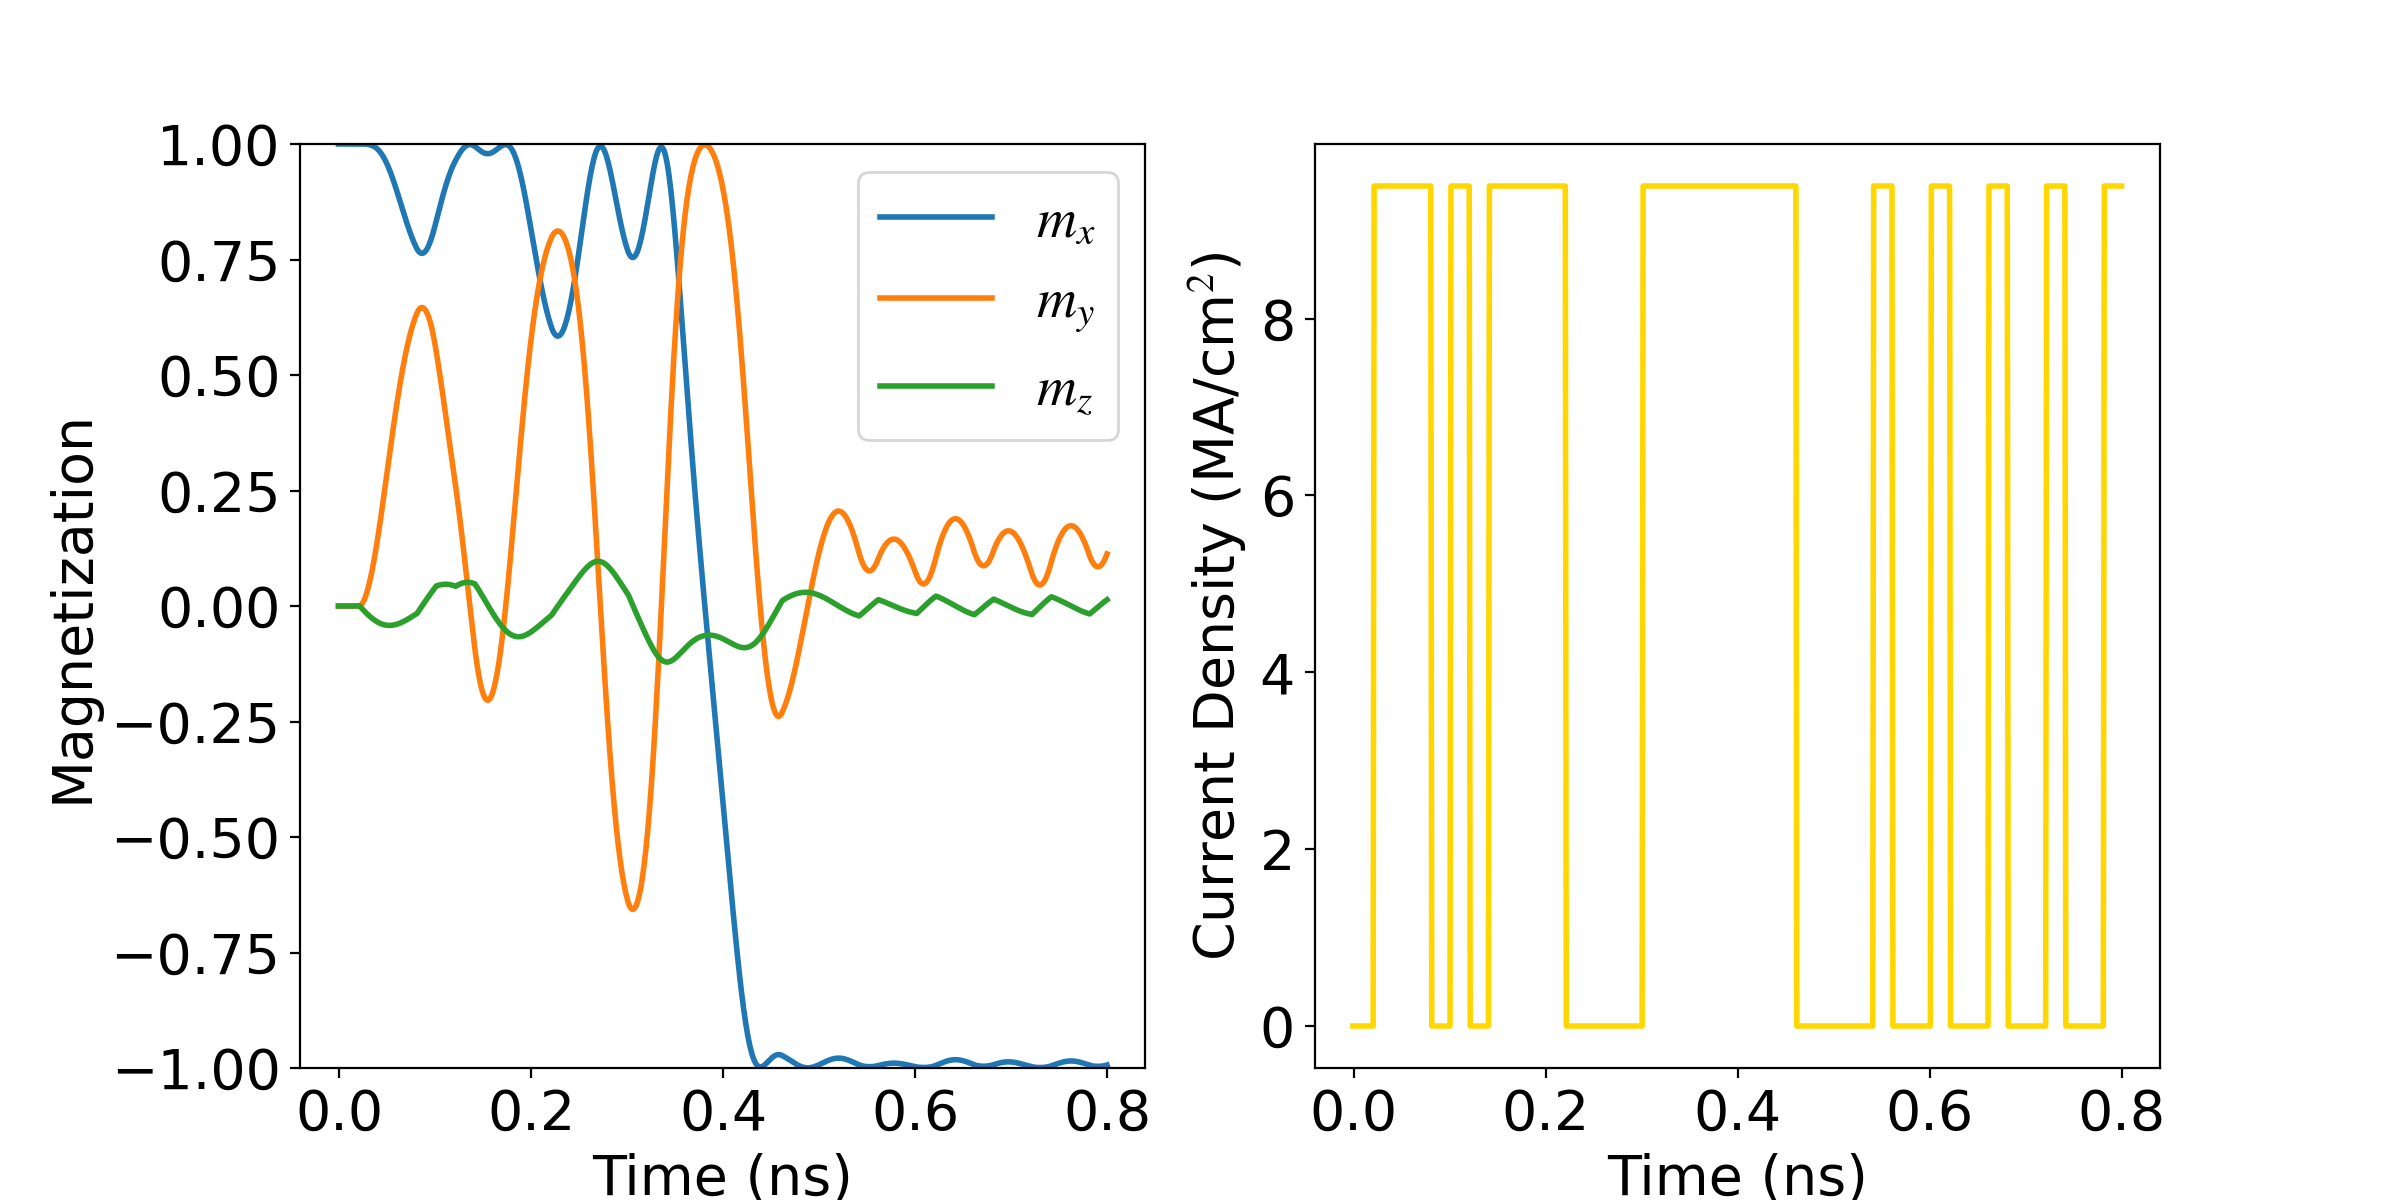 Magnetization
1.00
0.75
0.50
0.25
0.00
−0.25
−0.50
−0.75
−1.00
0.0 0.2 0.4 0.6 0.8
Time (ns)
m_x
m_y
m_z
Current Density (MA/cm²)
8
6
4
2
0
0.0 0.2 0.4 0.6 0.8
Time (ns)